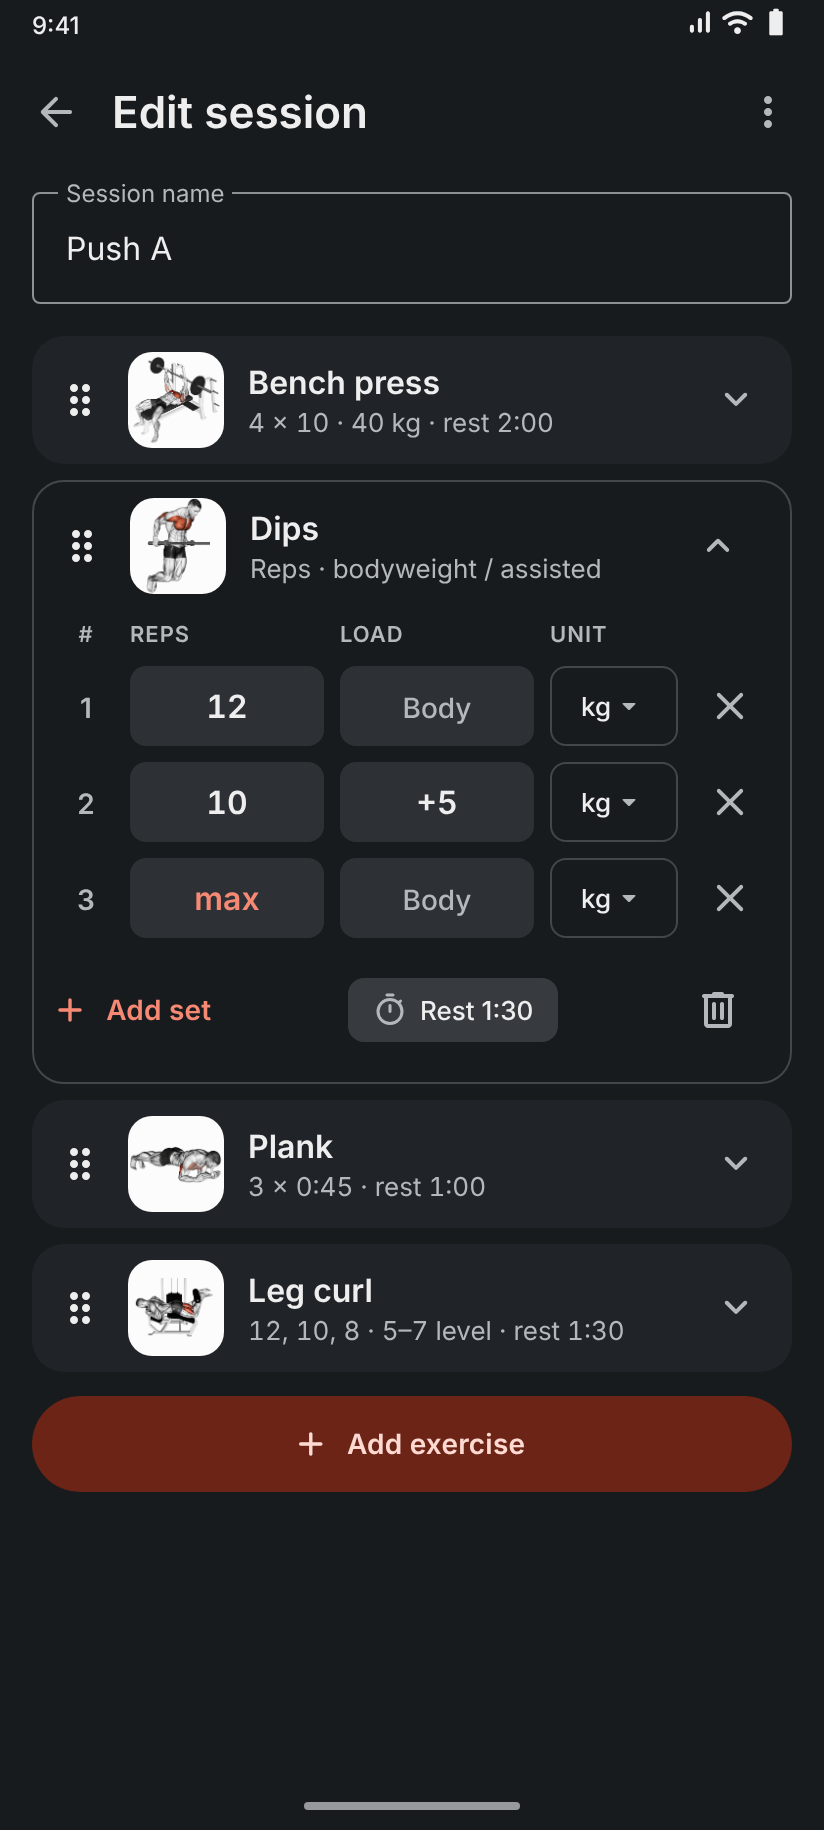 9:41
Edit session
Session name
Push A
Bench press
4 × 10 · 40 kg · rest 2:00
Dips
Reps · bodyweight / assisted
# REPS LOAD UNIT
1 12 Body kg
2 10 +5 kg
3 max Body kg
+ Add set Rest 1:30
Plank
3 × 0:45 · rest 1:00
Leg curl
12, 10, 8 · 5–7 level · rest 1:30
+ Add exercise